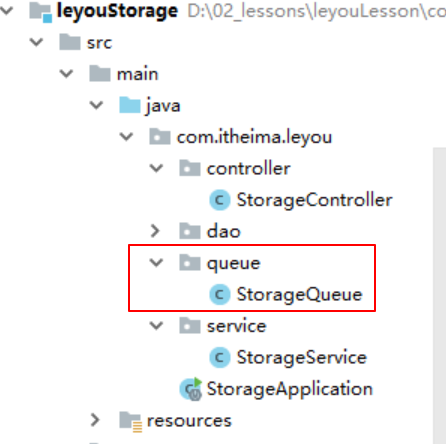 leyouStorage D:\02_lessons\leyouLesson\co
src
main
java
com.itheima.leyou
controller
StorageController
dao
queue
StorageQueue
service
StorageService
StorageApplication
resources